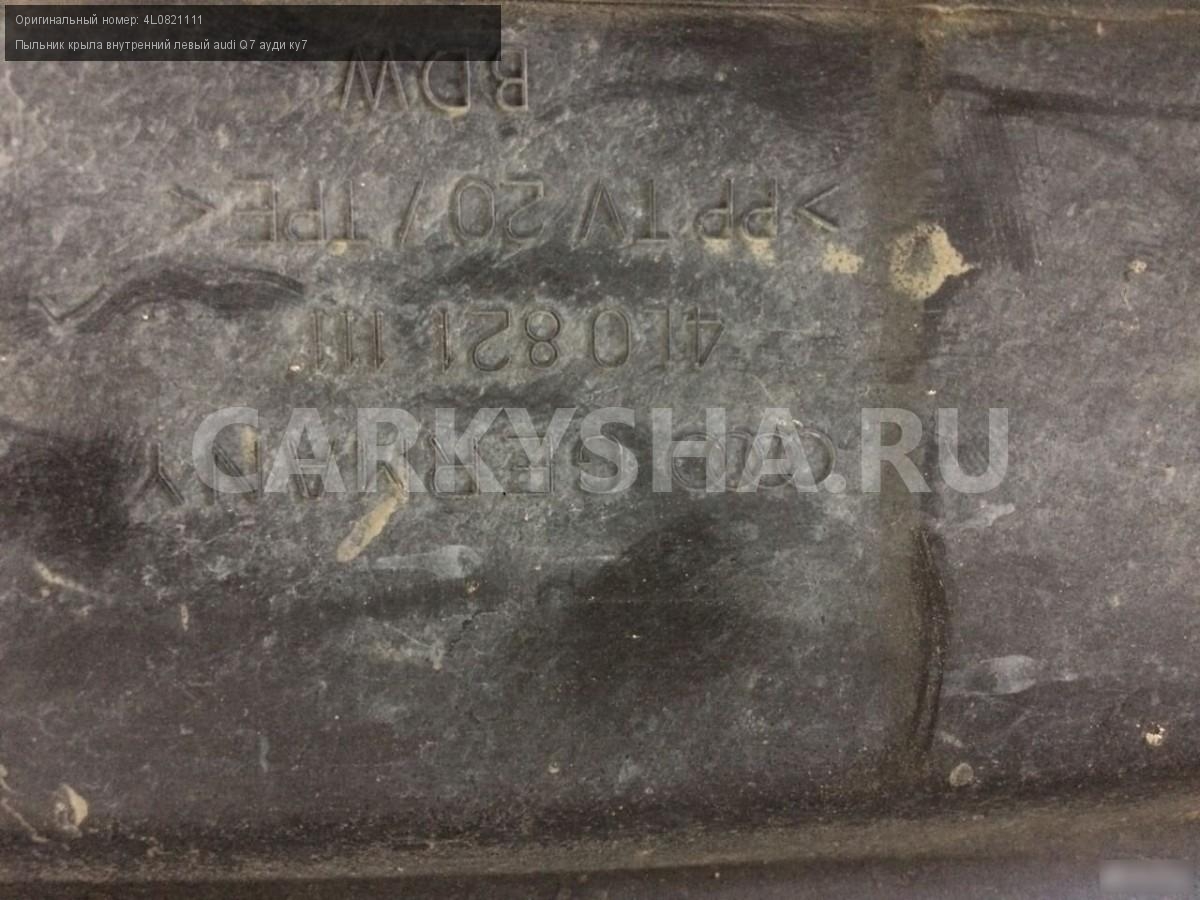 Оригинальный номер: 4L0821111
Пыльник крыла внутренний левый audi Q7 ауди ку7
BDW
>PP TV 20 / TPE<
4L0 821 111
GERMANY
CARKYSHA.RU